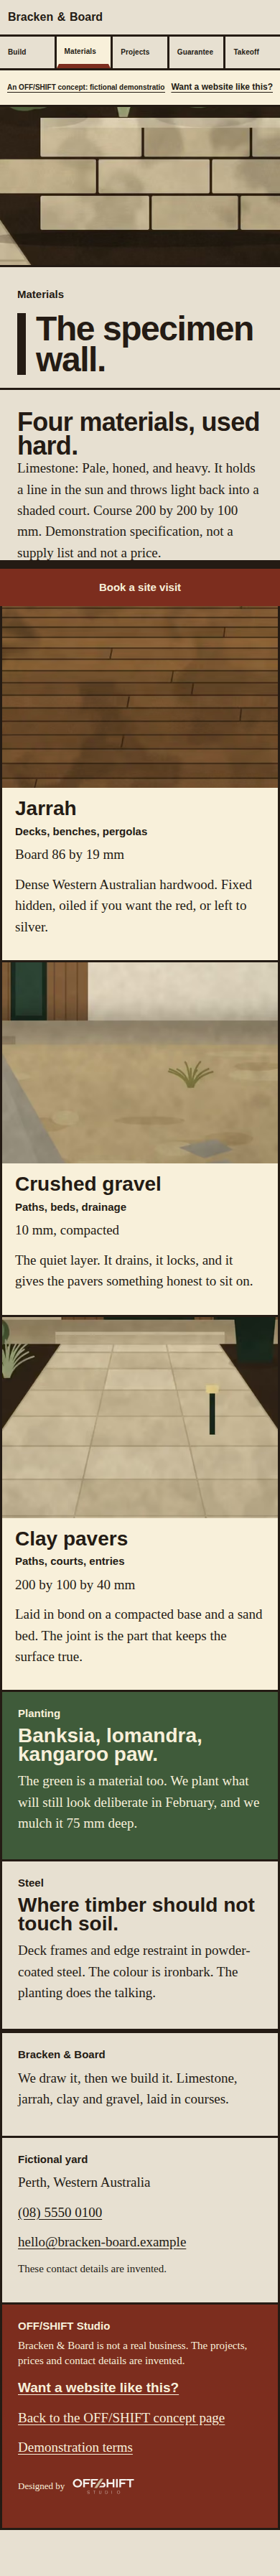 Bracken & Board
Build
Materials
Projects
Guarantee
Takeoff
An OFF/SHIFT concept: fictional demonstratio
Want a website like this?
Materials
The specimen
wall.
Four materials, used
hard.
Limestone: Pale, honed, and heavy. It holds
a line in the sun and throws light back into a
shaded court. Course 200 by 200 by 100
mm. Demonstration specification, not a
supply list and not a price.
Book a site visit
Jarrah
Decks, benches, pergolas
Board 86 by 19 mm
Dense Western Australian hardwood. Fixed
hidden, oiled if you want the red, or left to
silver.
Crushed gravel
Paths, beds, drainage
10 mm, compacted
The quiet layer. It drains, it locks, and it
gives the pavers something honest to sit on.
Clay pavers
Paths, courts, entries
200 by 100 by 40 mm
Laid in bond on a compacted base and a sand
bed. The joint is the part that keeps the
surface true.
Planting
Banksia, lomandra,
kangaroo paw.
The green is a material too. We plant what
will still look deliberate in February, and we
mulch it 75 mm deep.
Steel
Where timber should not
touch soil.
Deck frames and edge restraint in powder-
coated steel. The colour is ironbark. The
planting does the talking.
Bracken & Board
We draw it, then we build it. Limestone,
jarrah, clay and gravel, laid in courses.
Fictional yard
Perth, Western Australia
(08) 5550 0100
hello@bracken-board.example
These contact details are invented.
OFF/SHIFT Studio
Bracken & Board is not a real business. The projects,
prices and contact details are invented.
Want a website like this?
Back to the OFF/SHIFT concept page
Demonstration terms
Designed by OFF/SHIFT
STUDIO